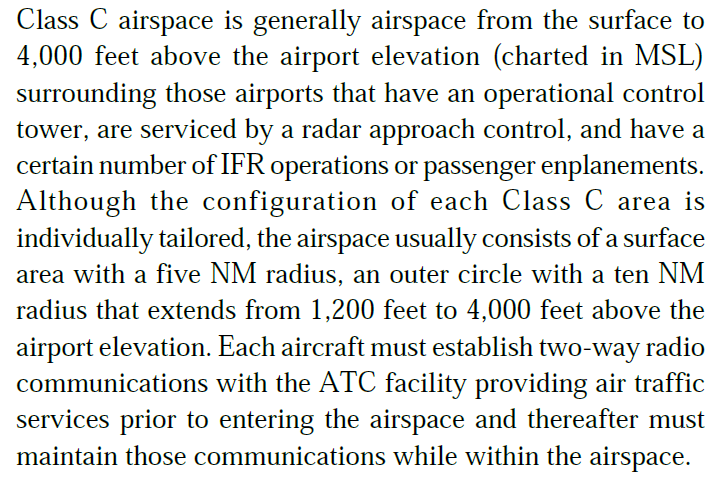 Class C airspace is generally airspace from the surface to
4,000 feet above the airport elevation (charted in MSL)
surrounding those airports that have an operational control
tower, are serviced by a radar approach control, and have a
certain number of IFR operations or passenger enplanements.
Although the configuration of each Class C area is
individually tailored, the airspace usually consists of a surface
area with a five NM radius, an outer circle with a ten NM
radius that extends from 1,200 feet to 4,000 feet above the
airport elevation. Each aircraft must establish two-way radio
communications with the ATC facility providing air traffic
services prior to entering the airspace and thereafter must
maintain those communications while within the airspace.